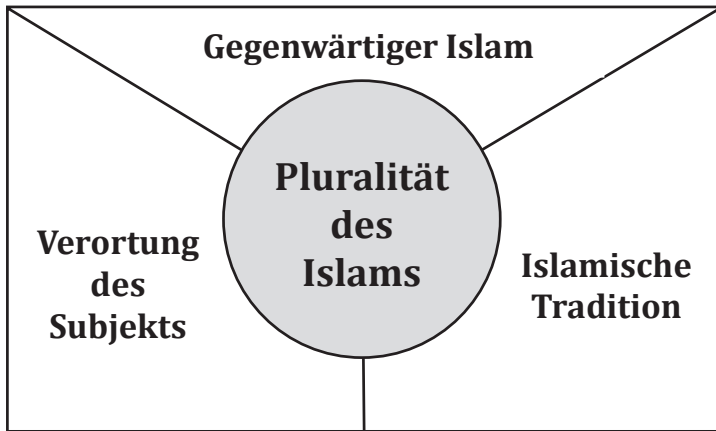 Gegenwärtiger Islam
Pluralität
des
Islams
Verortung
des
Subjekts
Islamische
Tradition